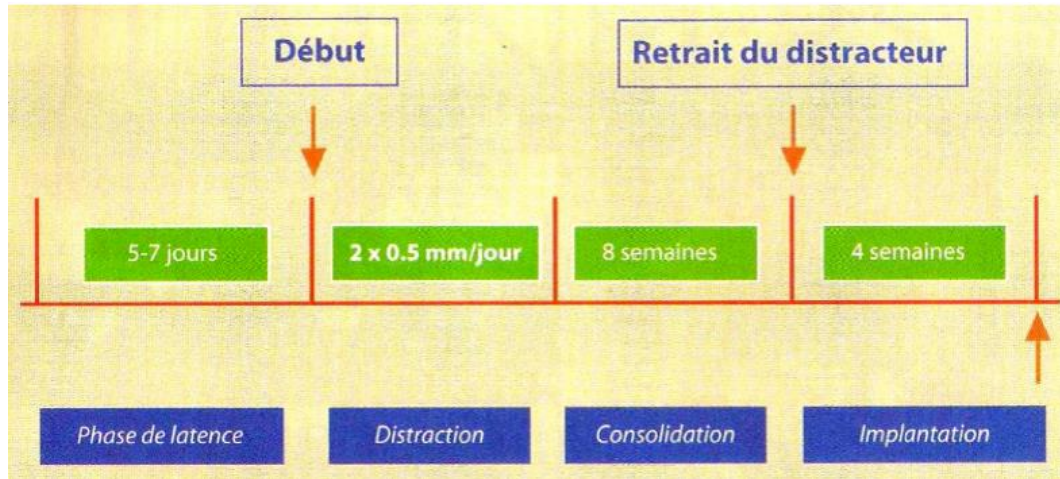 Début
Retrait du distracteur
5-7 jours
2 x 0.5 mm/jour
8 semaines
4 semaines
Phase de latence
Distraction
Consolidation
Implantation